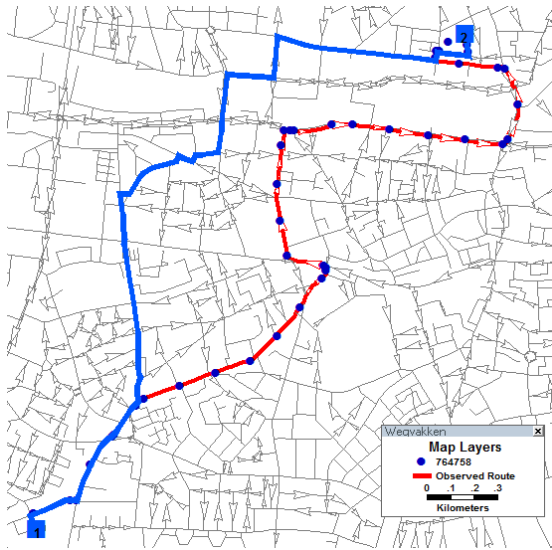 2
Wegvakken
Map Layers
764758
Observed Route
0 .1 .2 .3
Kilometers
1